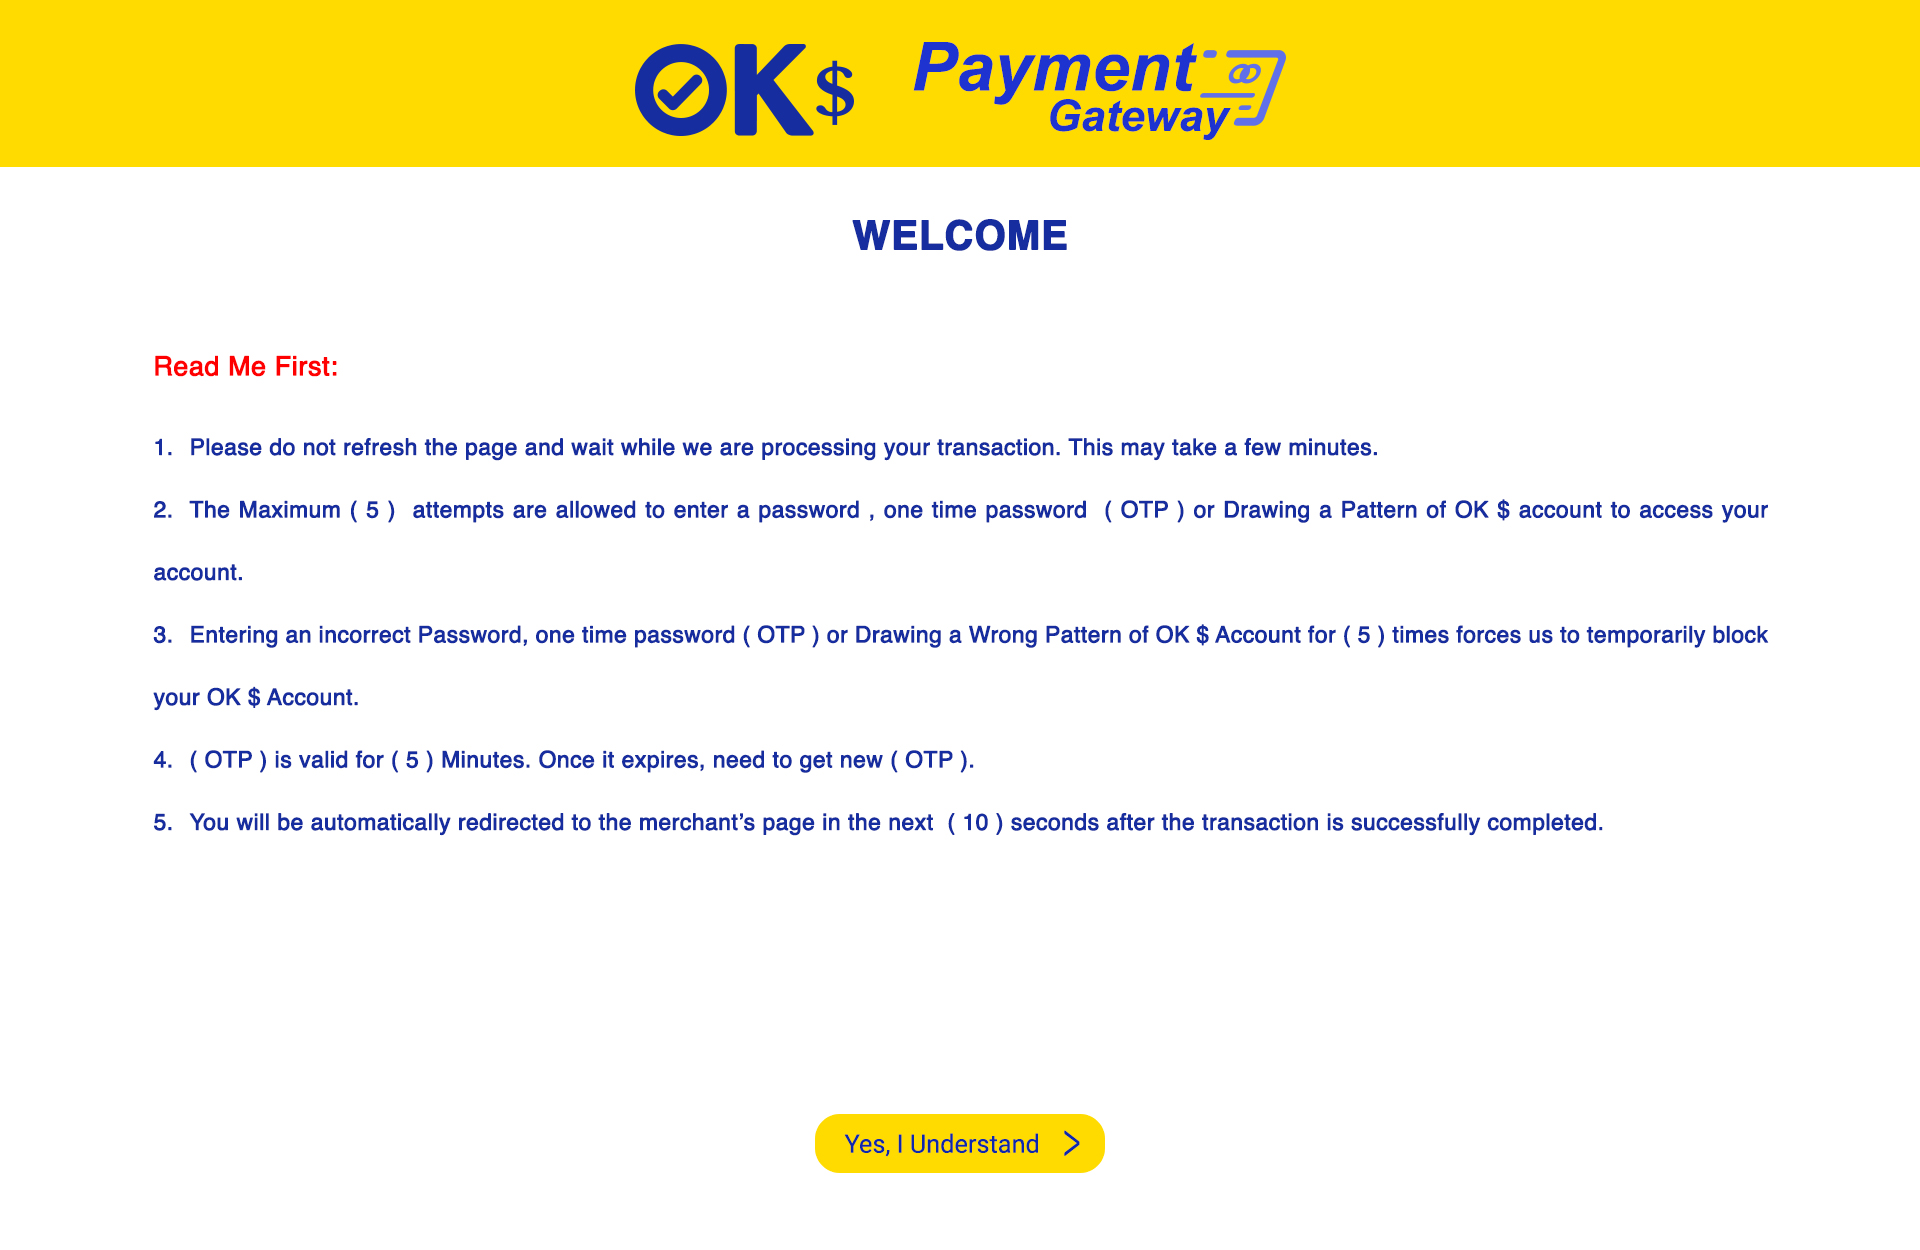 OK$ Payment
Gateway
WELCOME
Read Me First:
1. Please do not refresh the page and wait while we are processing your transaction. This may take a few minutes.
2. The Maximum ( 5 ) attempts are allowed to enter a password , one time password ( OTP ) or Drawing a Pattern of OK $ account to access your
account.
3. Entering an incorrect Password, one time password ( OTP ) or Drawing a Wrong Pattern of OK $ Account for ( 5 ) times forces us to temporarily block
your OK $ Account.
4. ( OTP ) is valid for ( 5 ) Minutes. Once it expires, need to get new ( OTP ).
5. You will be automatically redirected to the merchant’s page in the next ( 10 ) seconds after the transaction is successfully completed.
Yes, I Understand